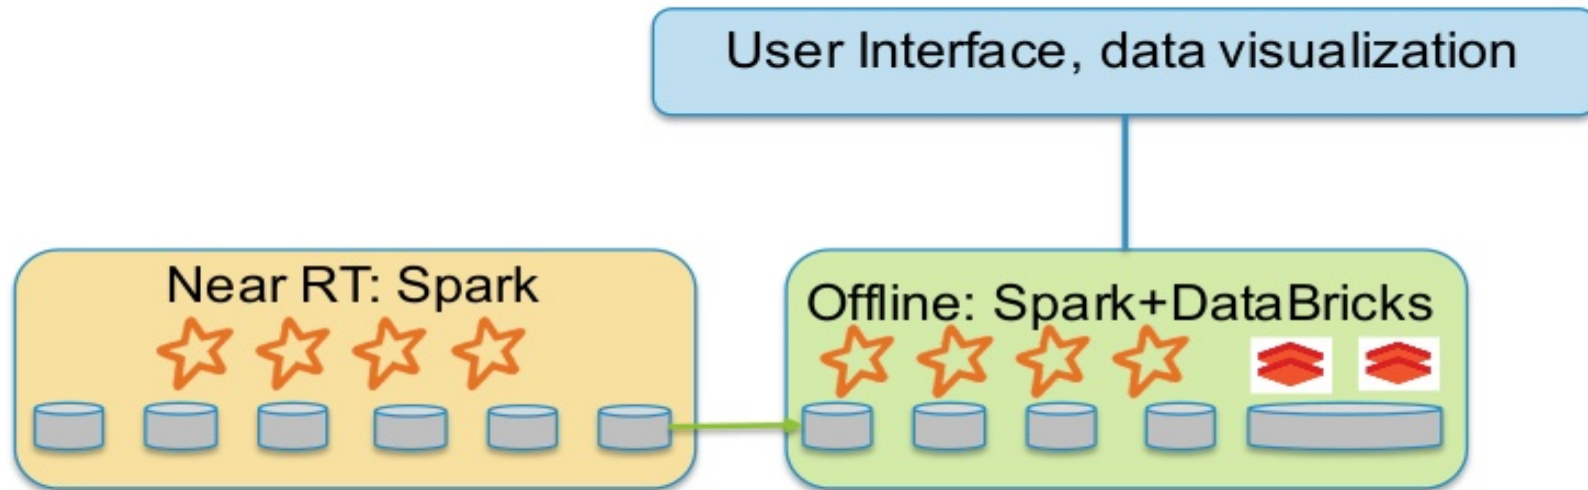 User Interface, data visualization
Near RT: Spark
Offline: Spark+DataBricks